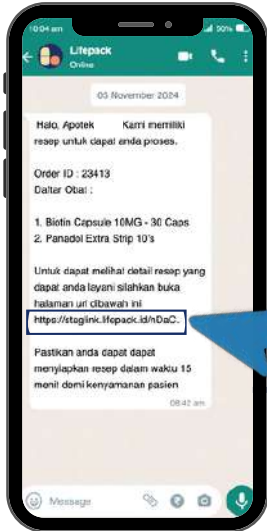 10:04 am
50%
Lifepack
Online
05 November 2024
Halo, Apotek Kami memiliki
resep untuk dapat anda proses.
Order ID : 23413
Daftar Obat :
1. Biotin Capsule 10MG - 30 Caps
2. Panadol Extra Strip 10's
Untuk dapat melihat detail resep yang
dapat anda layani silahkan buka
halaman url dibawah ini
https://staglink.lifepack.id/nDaC.
Pastikan anda dapat dapat
menyiapkan resep dalam waktu 15
menit demi kenyamanan pasien
08:42 am
Message